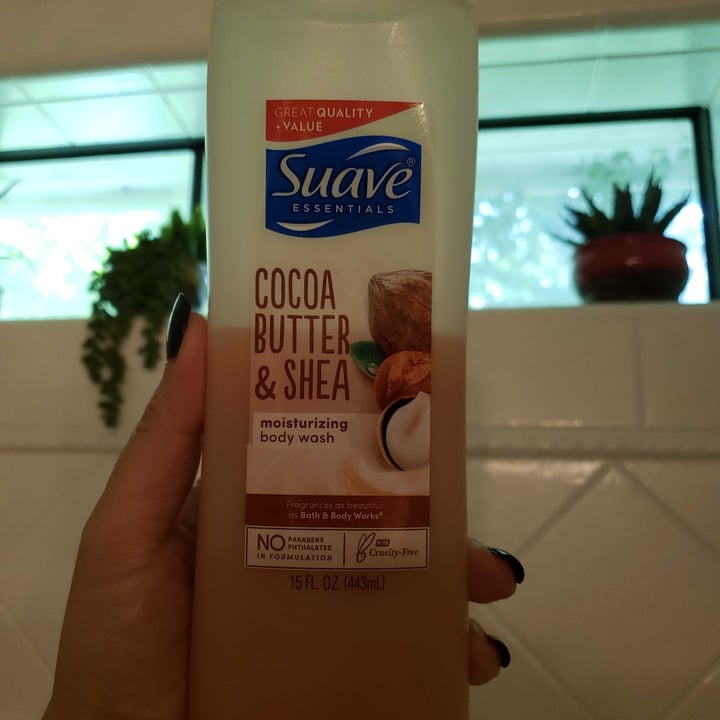 GREAT QUALITY
+ VALUE
Suave®
ESSENTIALS
COCOA
BUTTER
& SHEA
moisturizing
body wash
Fragrances as beautiful
as Bath & Body Works®
NO PARABENS
PHTHALATES
IN FORMULATION
PETA
Cruelty-Free
15 FL. OZ. (443mL)